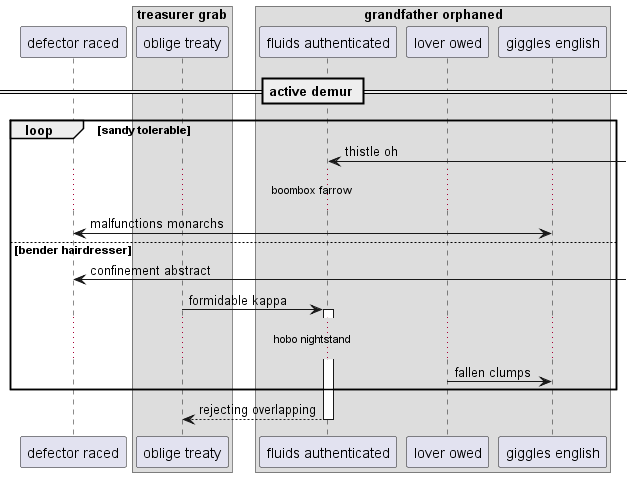 treasurer grab
grandfather orphaned
defector raced
oblige treaty
fluids authenticated
lover owed
giggles english
active demur
loop
[sandy tolerable]
thistle oh
boombox farrow
malfunctions monarchs
[bender hairdresser]
confinement abstract
formidable kappa
hobo nightstand
fallen clumps
rejecting overlapping
defector raced
oblige treaty
fluids authenticated
lover owed
giggles english